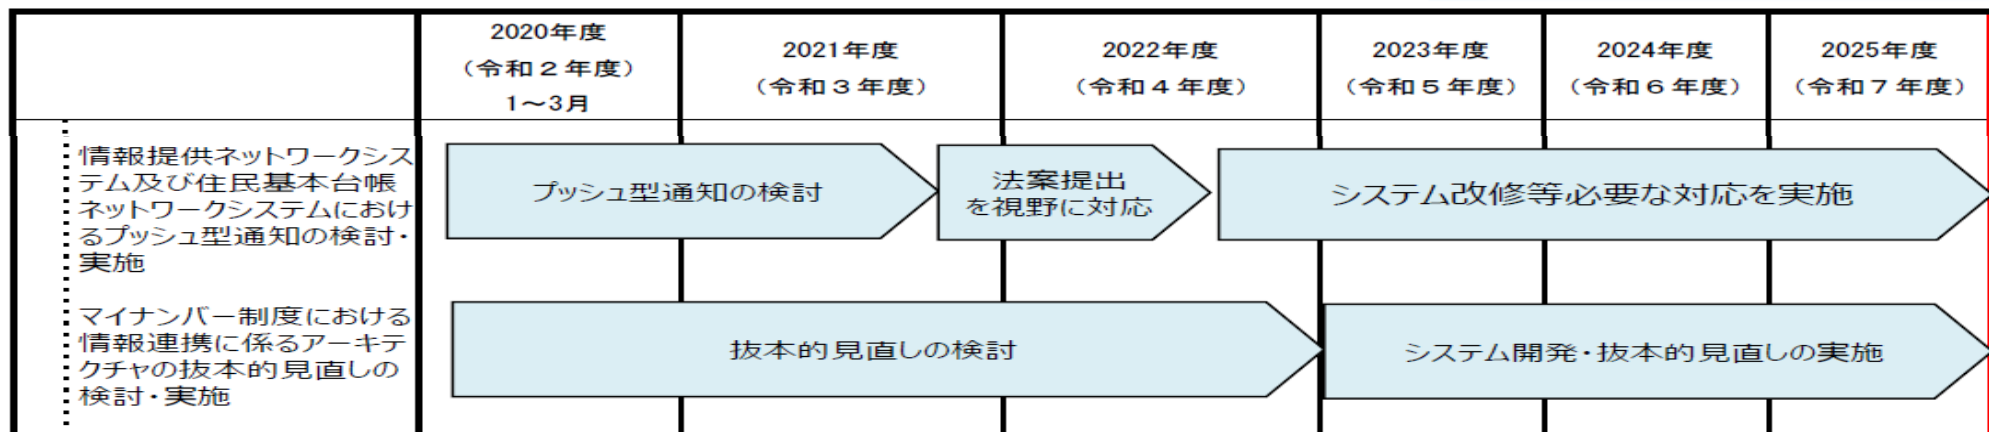 2020年度
（令和２年度）
1～3月
2021年度
（令和３年度）
2022年度
（令和４年度）
2023年度
（令和５年度）
2024年度
（令和６年度）
2025年度
（令和７年度）
情報提供ネットワークシス
テム及び住民基本台帳
ネットワークシステムにおけ
るプッシュ型通知の検討・
実施
プッシュ型通知の検討
法案提出
を視野に対応
システム改修等必要な対応を実施
マイナンバー制度における
情報連携に係るアーキテ
クチャの抜本的見直しの
検討・実施
抜本的見直しの検討
システム開発・抜本的見直しの実施